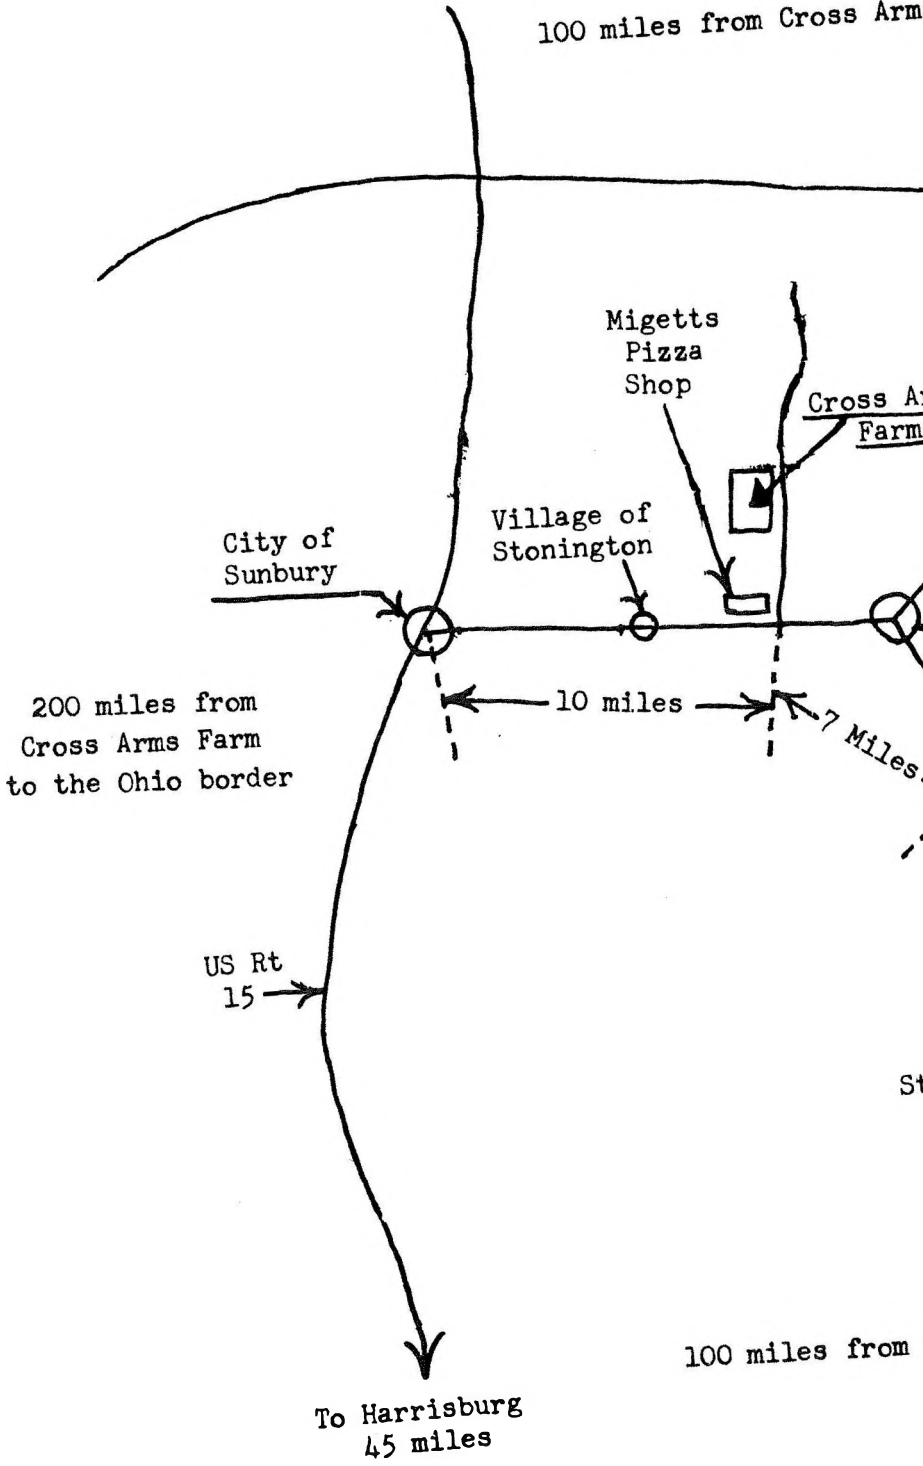 100 miles from Cross Arm
Migetts
Pizza
Shop
Cross A
Farm
Village of
Stonington
City of
Sunbury
200 miles from
Cross Arms Farm
to the Ohio border
10 miles
7 Miles
US Rt
15
St
100 miles from
To Harrisburg
45 miles